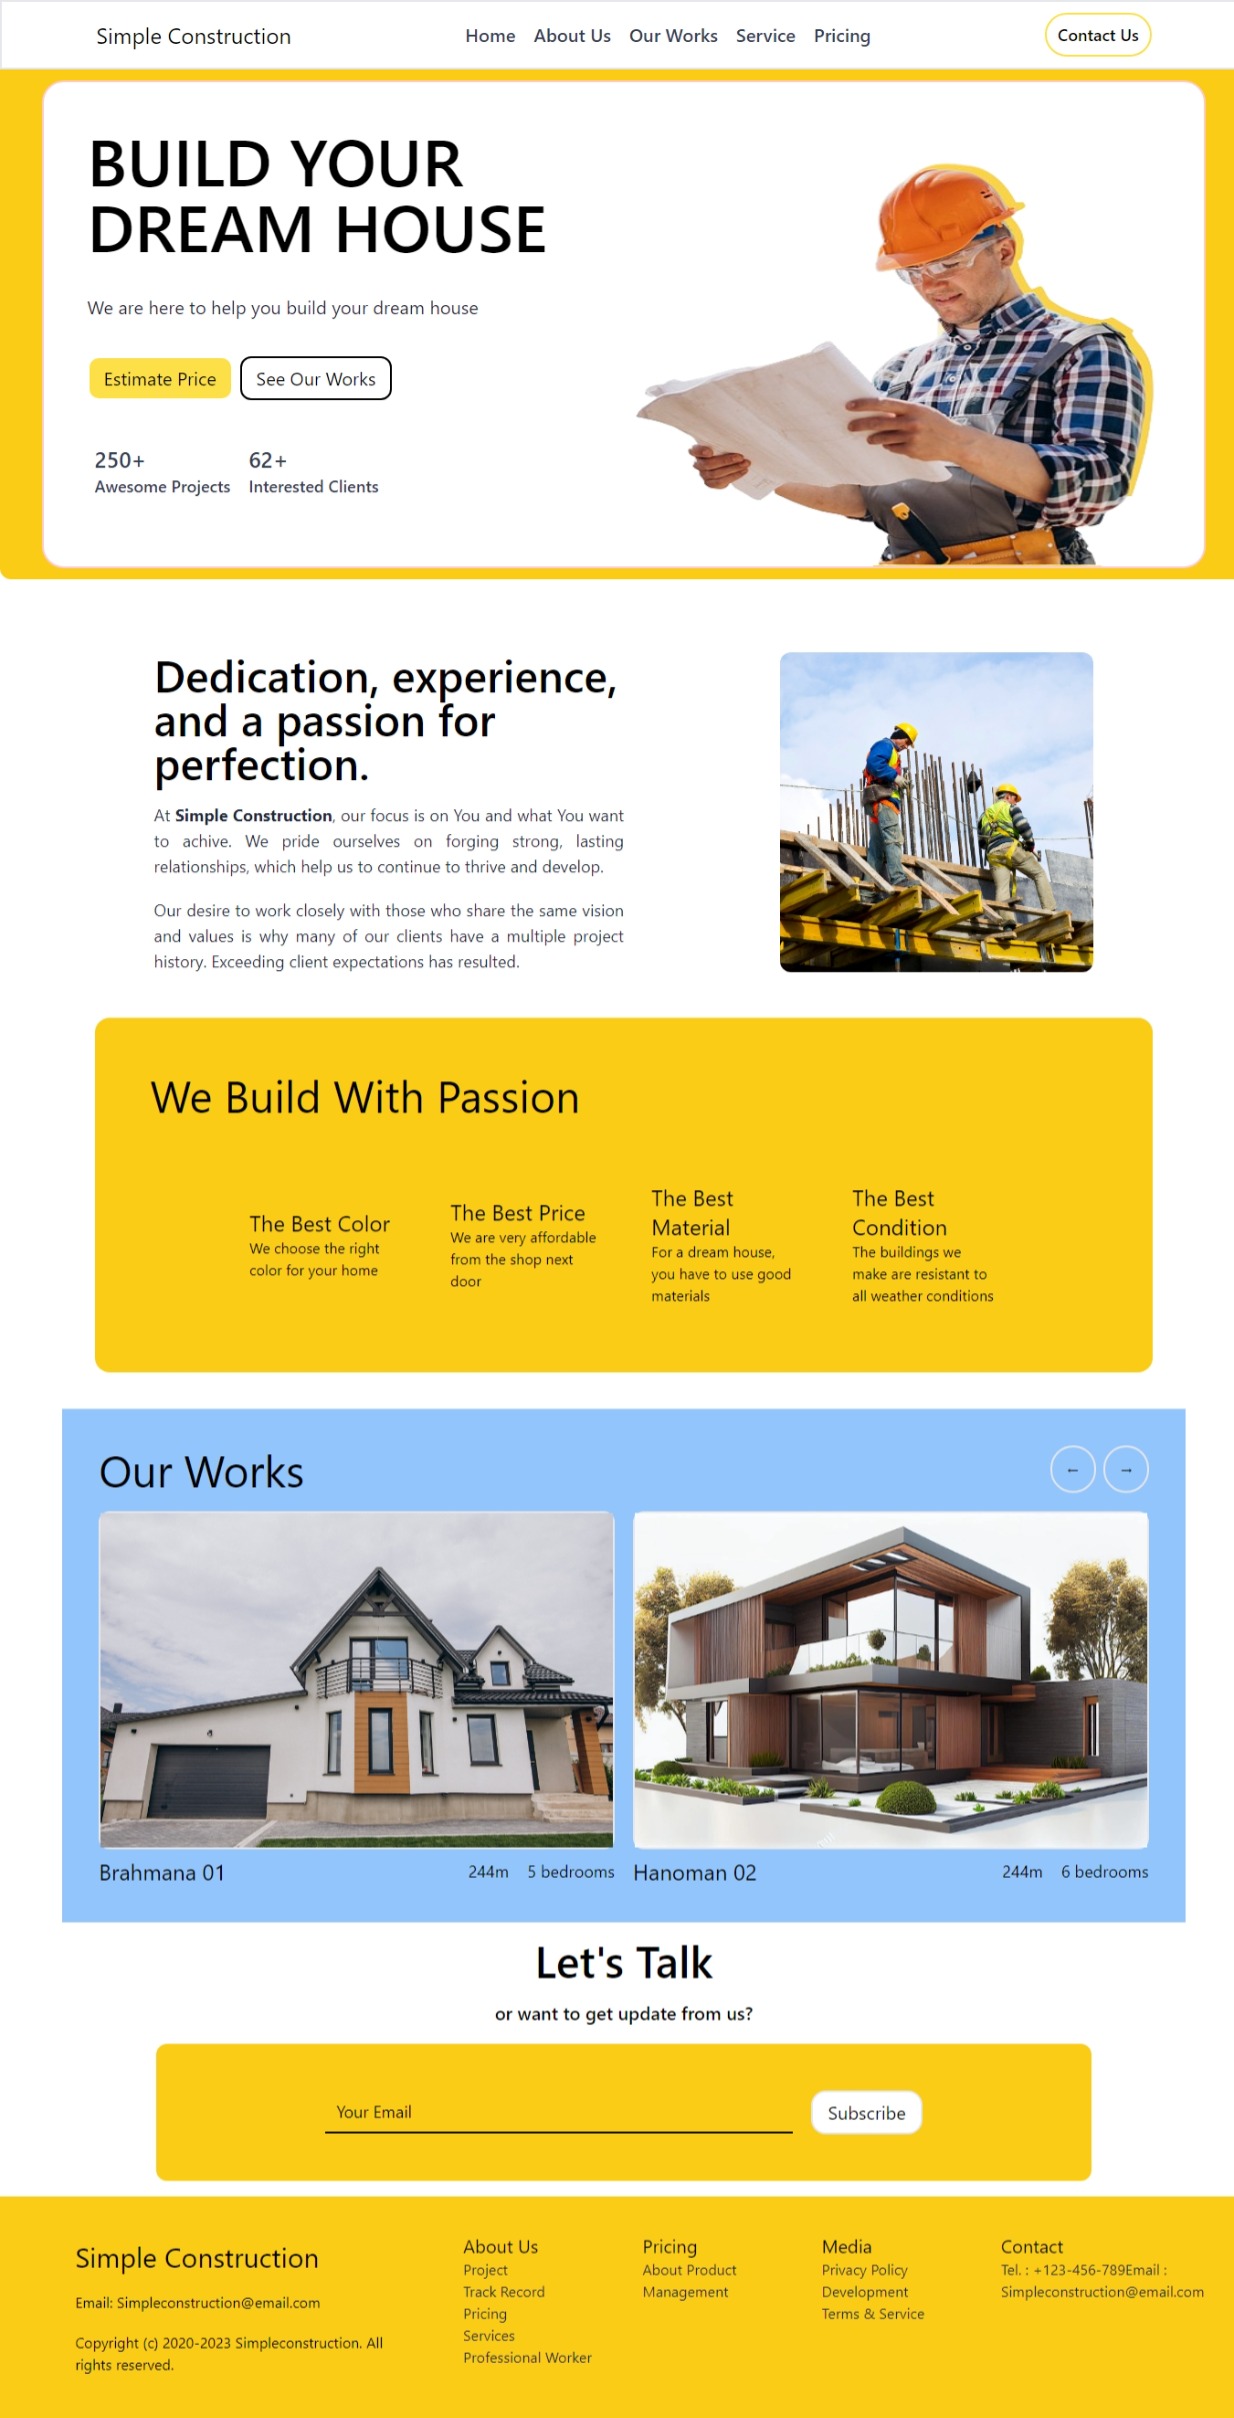 Simple Construction
Home About Us Our Works Service Pricing
Contact Us
BUILD YOUR
DREAM HOUSE
We are here to help you build your dream house
Estimate Price
See Our Works
250+
Awesome Projects
62+
Interested Clients
Dedication, experience,
and a passion for
perfection.
At Simple Construction, our focus is on You and what You want
to achive. We pride ourselves on forging strong, lasting
relationships, which help us to continue to thrive and develop.
Our desire to work closely with those who share the same vision
and values is why many of our clients have a multiple project
history. Exceeding client expectations has resulted.
We Build With Passion
The Best Color
We choose the right
color for your home
The Best Price
We are very affordable
from the shop next
door
The Best
Material
For a dream house,
you have to use good
materials
The Best
Condition
The buildings we
make are resistant to
all weather conditions
Our Works
← →
Brahmana 01
244m 5 bedrooms
Hanoman 02
244m 6 bedrooms
Let's Talk
or want to get update from us?
Your Email
Subscribe
Simple Construction
Email: Simpleconstruction@email.com
Copyright (c) 2020-2023 Simpleconstruction. All
rights reserved.
About Us
Project
Track Record
Pricing
Services
Professional Worker
Pricing
About Product
Management
Media
Privacy Policy
Development
Terms & Service
Contact
Tel. : +123-456-789Email :
Simpleconstruction@email.com